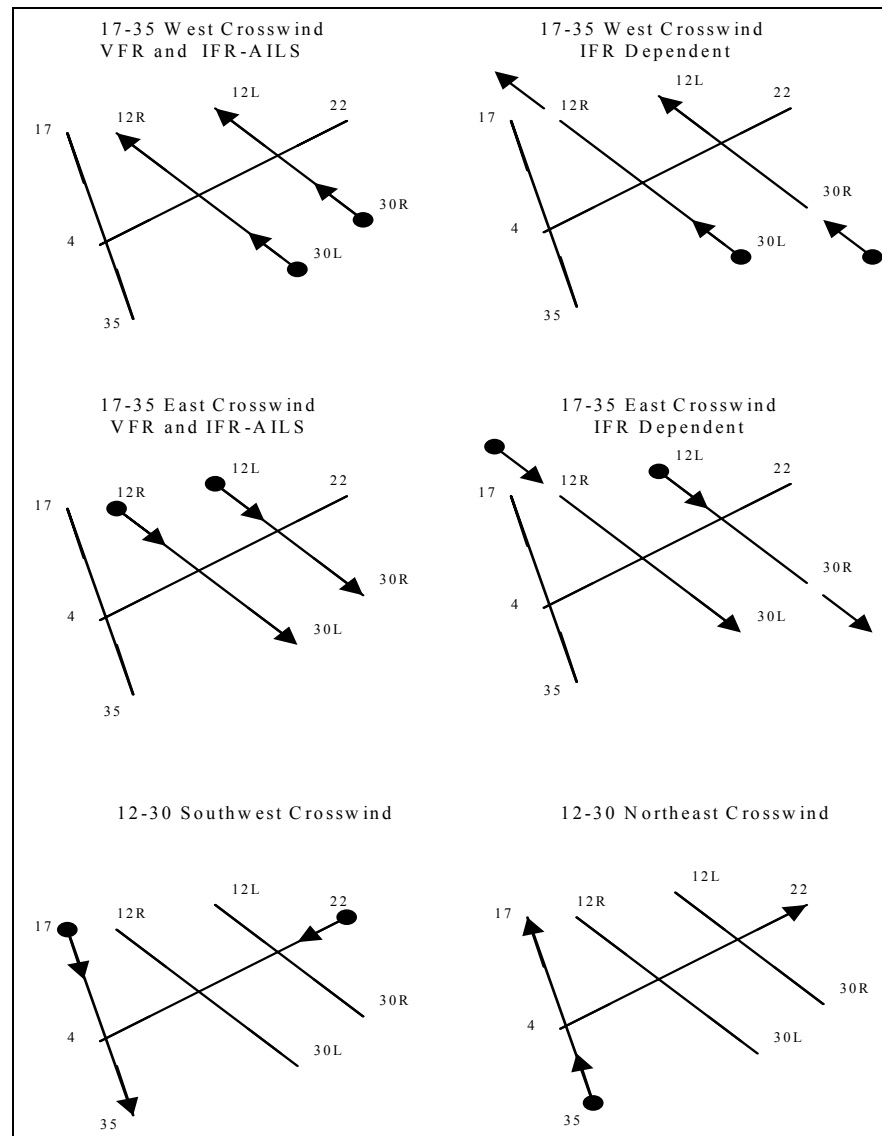 17-35 West Crosswind
VFR and IFR-AILS
12L
22
12R
17
30R
4
30L
35
17-35 West Crosswind
IFR Dependent
12L
22
12R
17
30R
4
30L
35
17-35 East Crosswind
VFR and IFR-AILS
12L
22
12R
17
30R
4
30L
35
17-35 East Crosswind
IFR Dependent
12L
22
12R
17
30R
4
30L
35
12-30 Southwest Crosswind
12L
22
12R
17
30R
4
30L
35
12-30 Northeast Crosswind
12L
22
12R
17
30R
4
30L
35